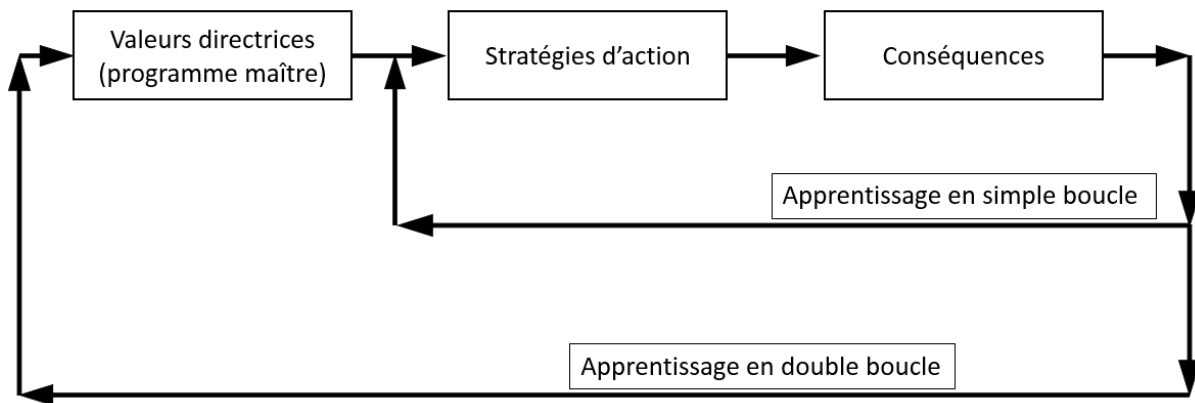 Valeurs directrices
(programme maître)
Stratégies d’action
Conséquences
Apprentissage en simple boucle
Apprentissage en double boucle